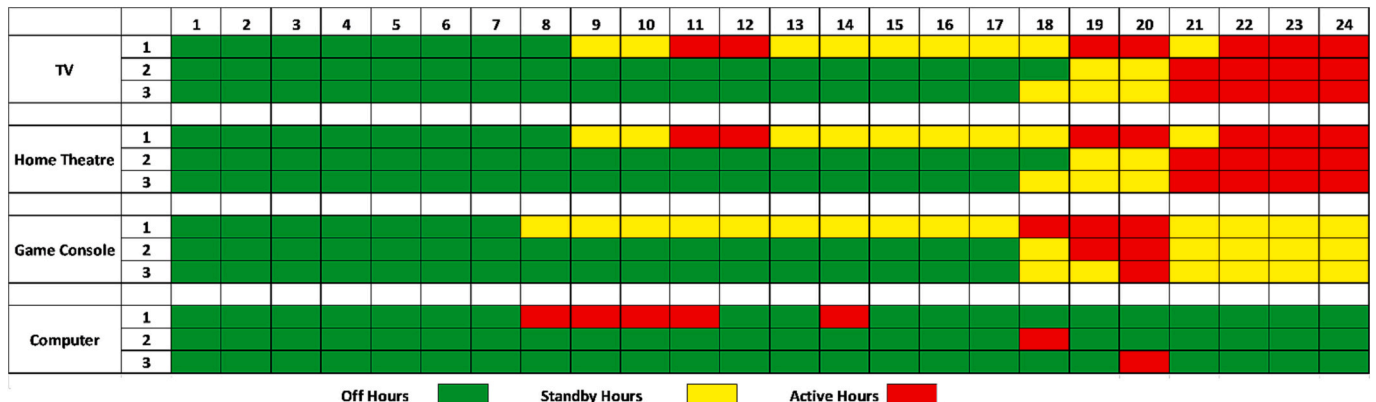 1 2 3 4 5 6 7 8 9 10 11 12 13 14 15 16 17 18 19 20 21 22 23 24
TV
1
2
3
Home Theatre
1
2
3
Game Console
1
2
3
Computer
1
2
3
Off Hours Standby Hours Active Hours